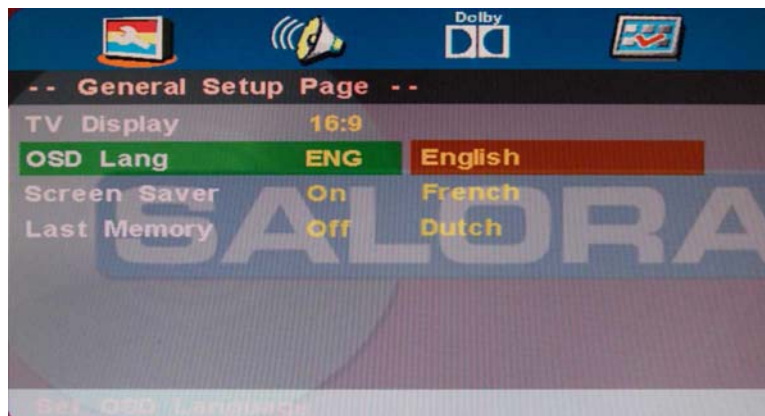 Dolby
-- General Setup Page --
TV Display 16:9
OSD Lang ENG English
Screen Saver On French
Last Memory Off Dutch
SALORA
Set OSD Language